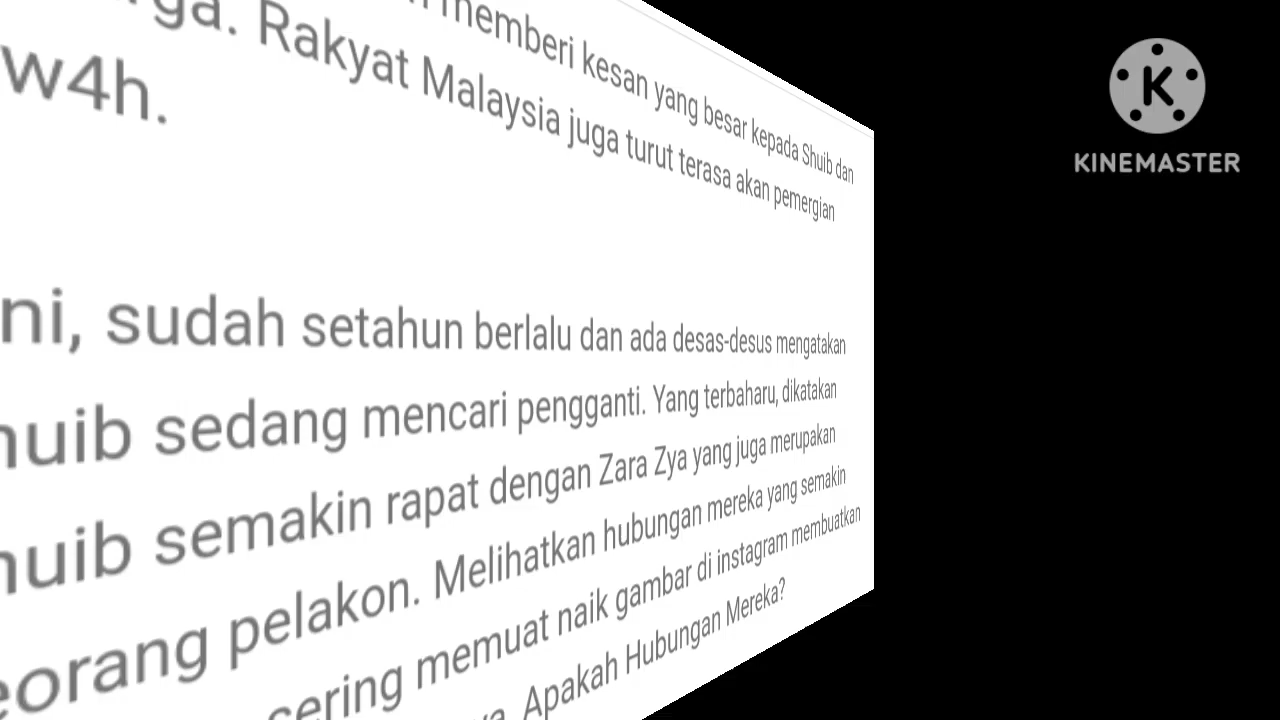 memberi kesan yang besar kepada Shuib dan
Rakyat Malaysia juga turut terasa akan pemergian
w4h.
ni, sudah setahun berlalu dan ada desas-desus mengatakan
huib sedang mencari pengganti. Yang terbaharu, dikatakan
huib semakin rapat dengan Zara Zya yang juga merupakan
eorang pelakon. Melihatkan hubungan mereka yang semakin
sering memuat naik gambar di instagram membuatkan
Apakah Hubungan Mereka?
K
KINEMASTER